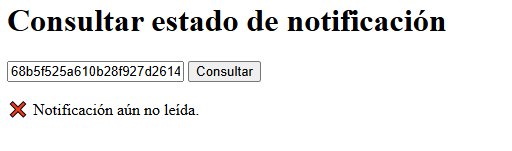 Consultar estado de notificación
68b5f525a610b28f927d2614 Consultar
❌ Notificación aún no leída.